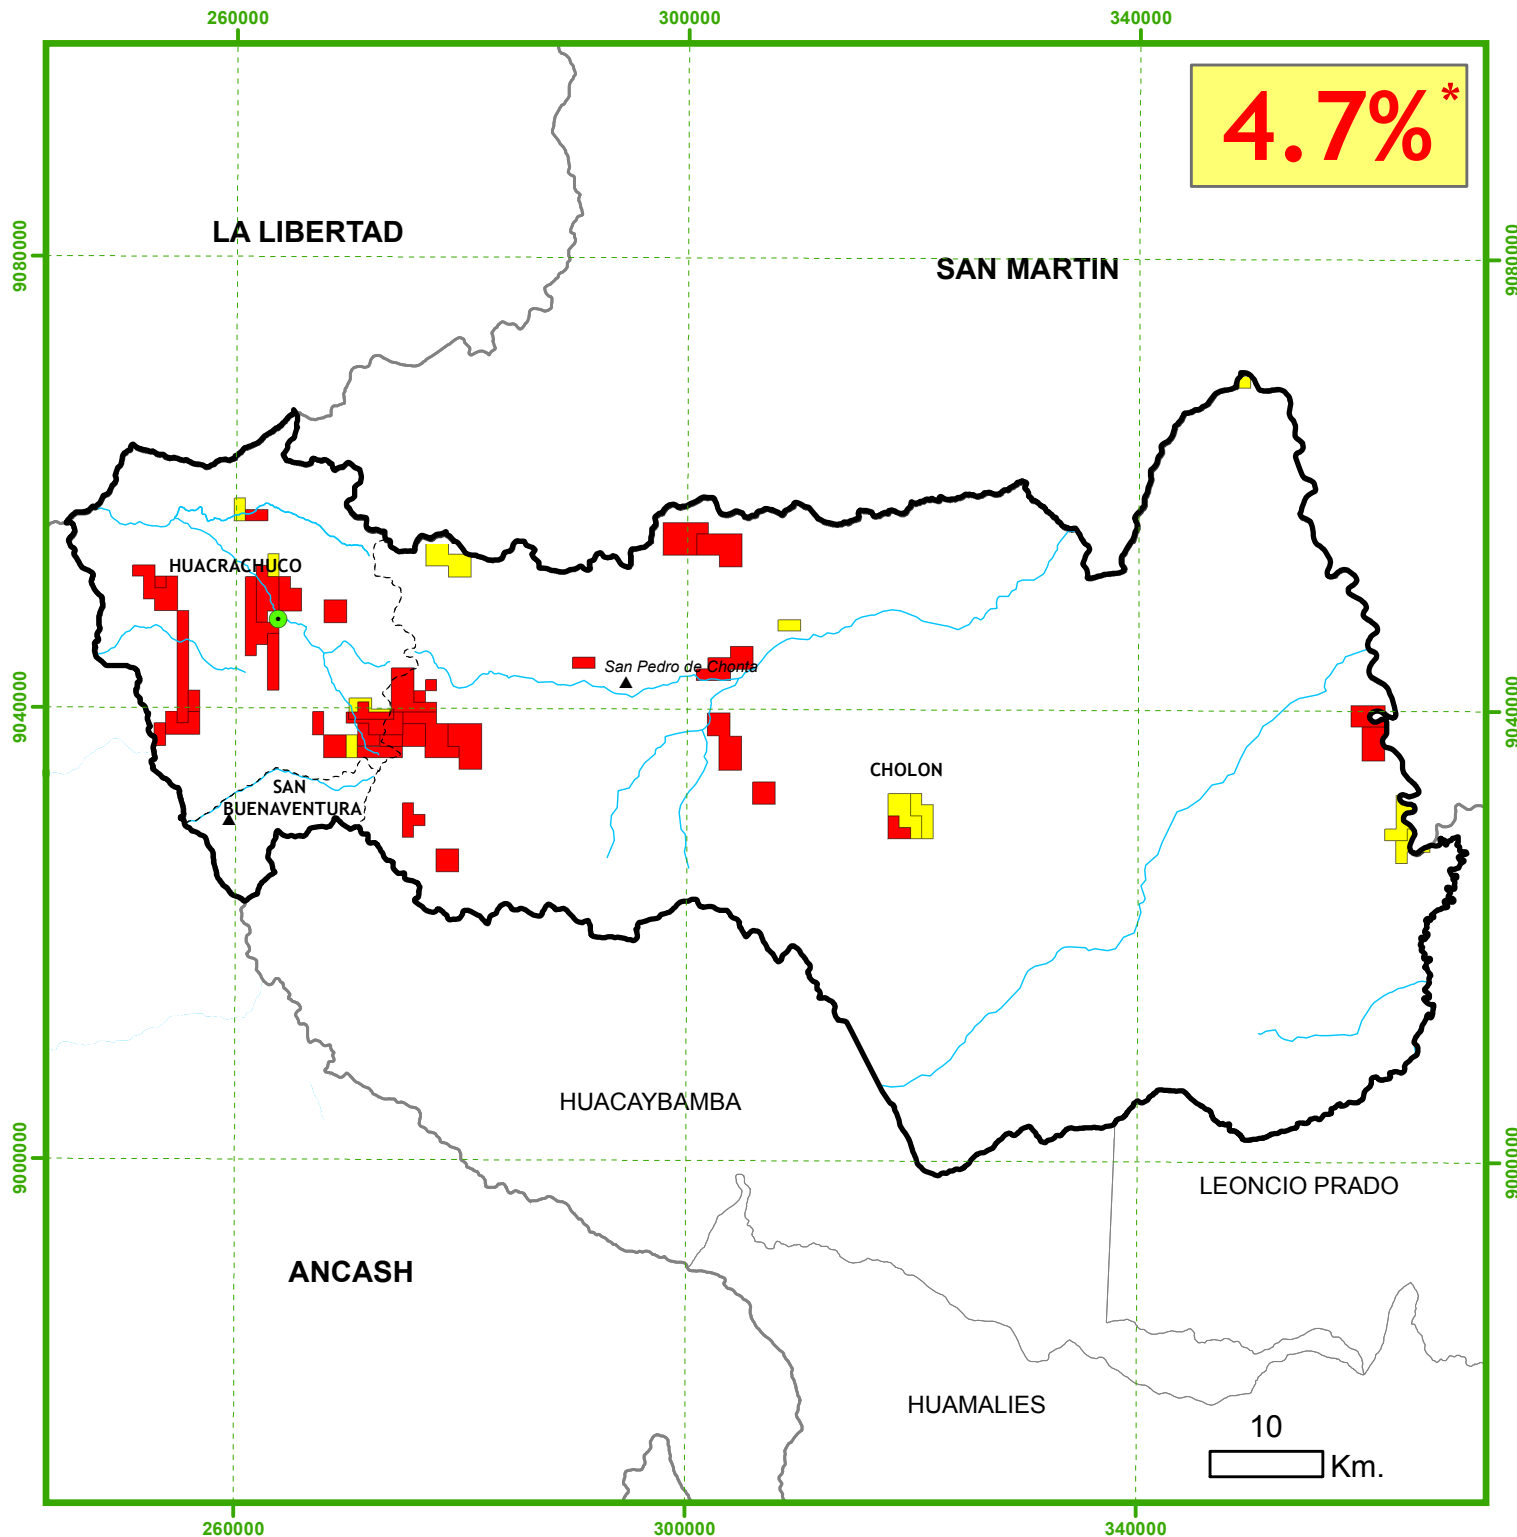 260000
300000
340000
4.7%*
LA LIBERTAD
SAN MARTIN
9080000
9080000
HUACRACHUCO
San Pedro de Chonta
9040000
9040000
CHOLON
SAN
BUENAVENTURA
HUACAYBAMBA
9000000
9000000
LEONCIO PRADO
ANCASH
HUAMALIES
10
Km.
260000
300000
340000